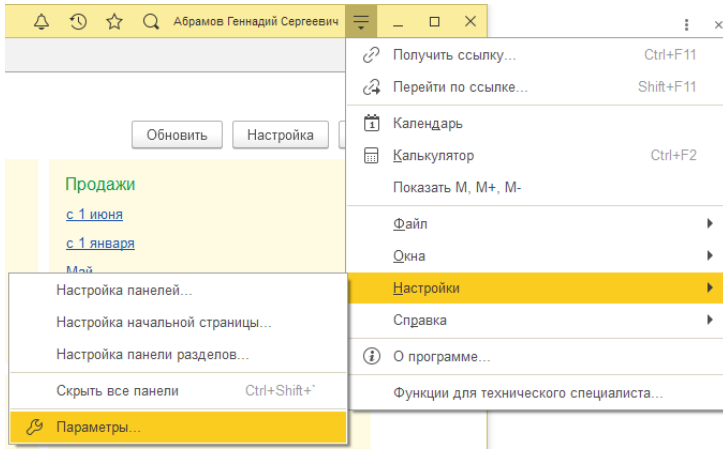 Абрамов Геннадий Сергеевич
Получить ссылку... Ctrl+F11
Перейти по ссылке... Shift+F11
1 Календарь
Калькулятор Ctrl+F2
Показать М, М+, М-
Файл
Окна
Настройки
Справка
i О программе...
Функции для технического специалиста...
Обновить Настройка
Продажи
с 1 июня
с 1 января
Май
Настройка панелей...
Настройка начальной страницы...
Настройка панели разделов...
Скрыть все панели Ctrl+Shift+`
Параметры...